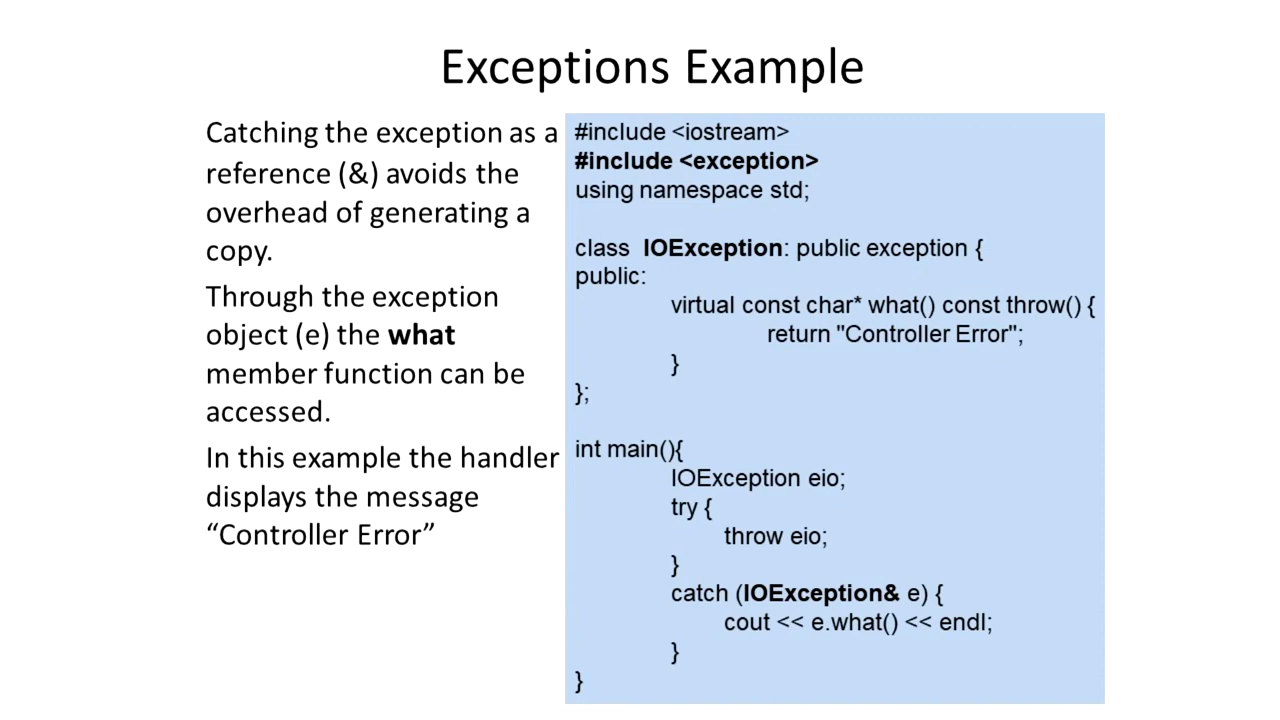 Exceptions Example
Catching the exception as a
reference (&) avoids the
overhead of generating a
copy.
Through the exception
object (e) the what
member function can be
accessed.
In this example the handler
displays the message
“Controller Error”
#include <iostream>
#include <exception>
using namespace std;
class  IOException: public exception {
public:
virtual const char* what() const throw() {
return "Controller Error";
}
};
int main(){
IOException eio;
try {
throw eio;
}
catch (IOException& e) {
cout << e.what() << endl;
}
}